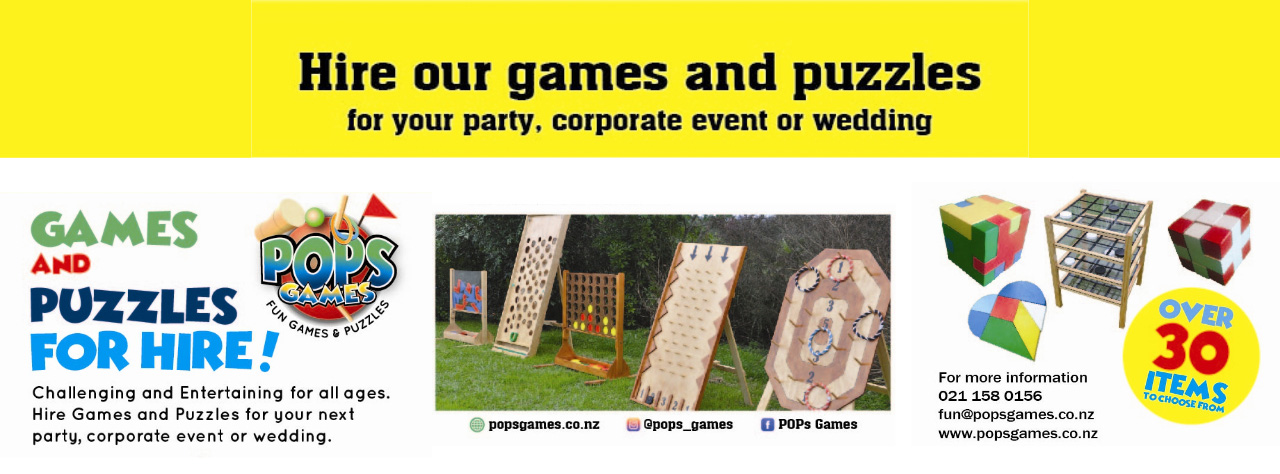 Hire our games and puzzles
for your party, corporate event or wedding
GAMES
AND
PUZZLES
FOR HIRE!
Challenging and Entertaining for all ages.
Hire Games and Puzzles for your next
party, corporate event or wedding.
POPS
GAMES
FUN GAMES & PUZZLES
popsgames.co.nz
@pops_games
POPs Games
For more information
021 158 0156
fun@popsgames.co.nz
www.popsgames.co.nz
OVER
30
ITEMS
TO CHOOSE FROM